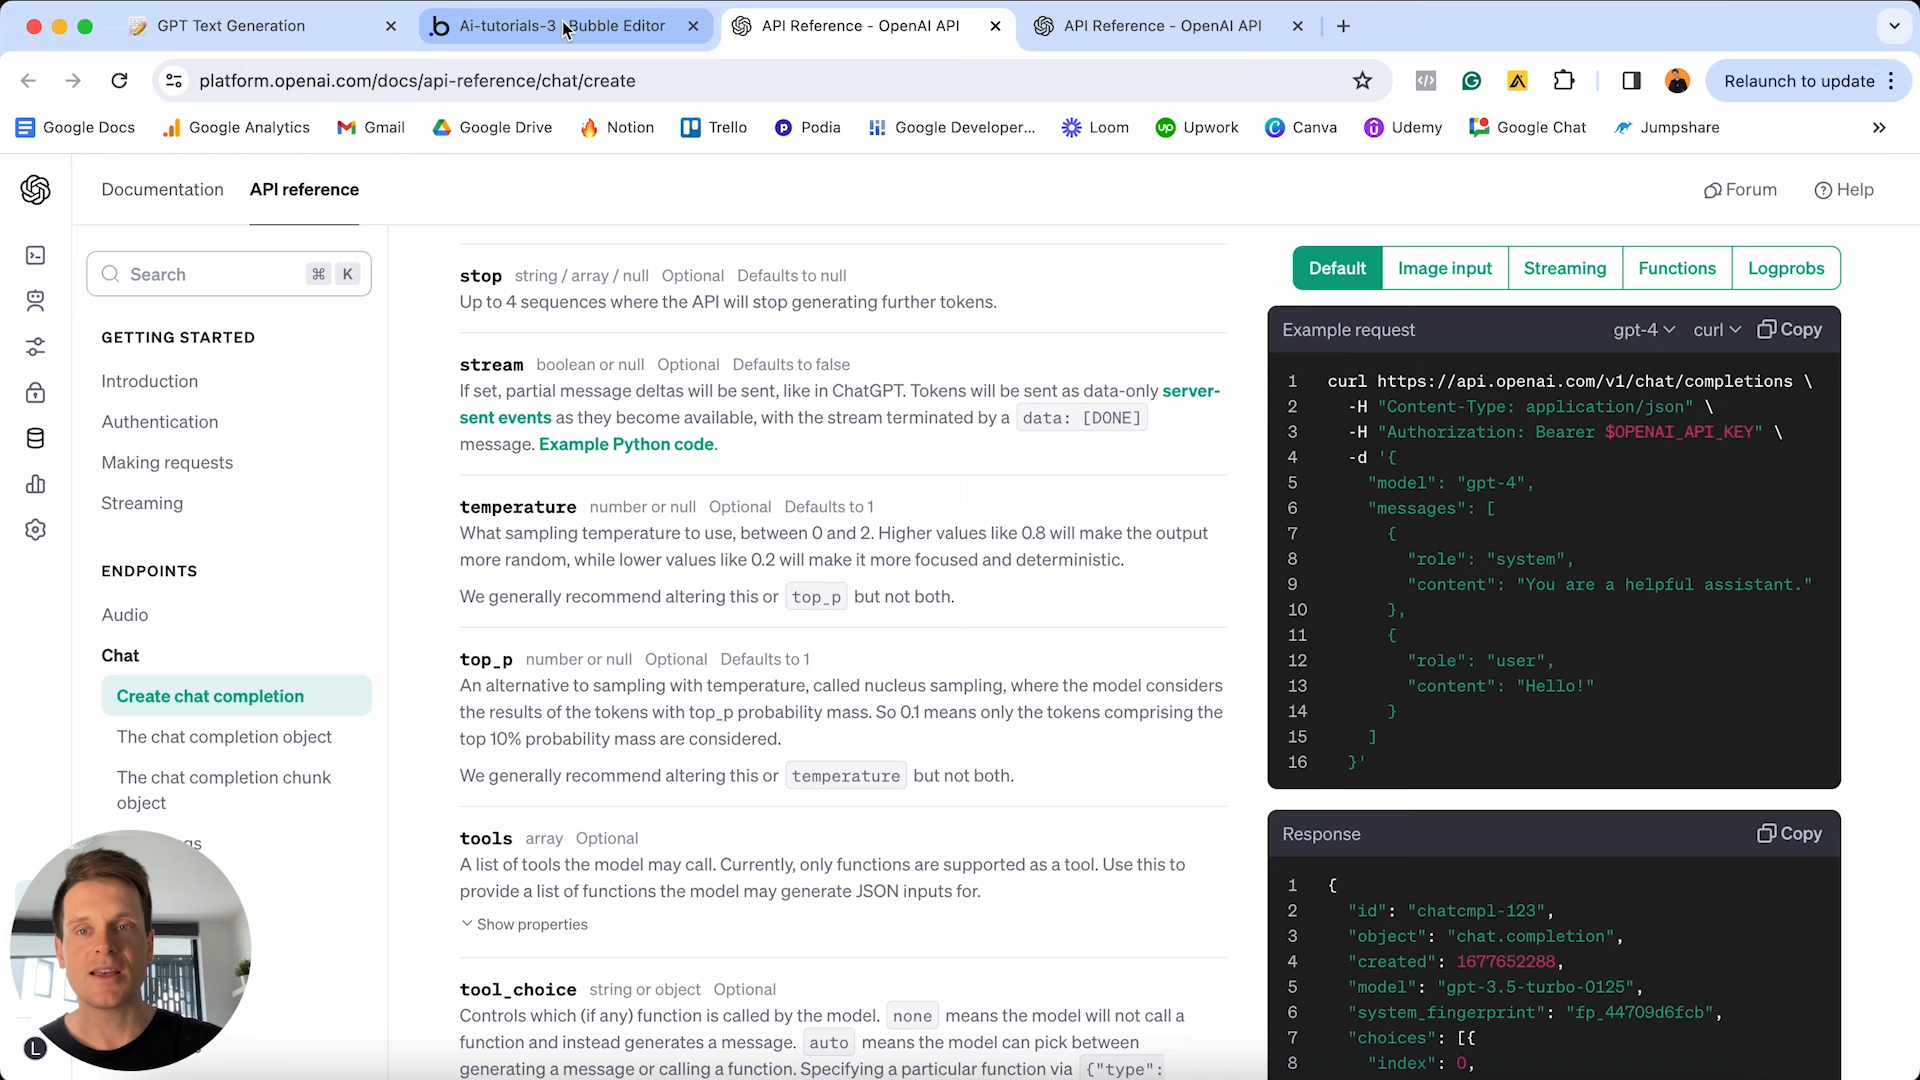 GPT Text Generation
Ai-tutorials-3 | Bubble Editor
API Reference - OpenAI API
API Reference - OpenAI API
platform.openai.com/docs/api-reference/chat/create
Relaunch to update
Google Docs
Google Analytics
Gmail
Google Drive
Notion
Trello
Podia
Google Developer...
Loom
Upwork
Canva
Udemy
Google Chat
Jumpshare
Documentation
API reference
Forum
Help
Search ⌘ K
GETTING STARTED
Introduction
Authentication
Making requests
Streaming
ENDPOINTS
Audio
Chat
Create chat completion
The chat completion object
The chat completion chunk
object
L
stop string / array / null Optional Defaults to null
Up to 4 sequences where the API will stop generating further tokens.
stream boolean or null Optional Defaults to false
If set, partial message deltas will be sent, like in ChatGPT. Tokens will be sent as data-only server-
sent events as they become available, with the stream terminated by a data: [DONE]
message. Example Python code.
temperature number or null Optional Defaults to 1
What sampling temperature to use, between 0 and 2. Higher values like 0.8 will make the output
more random, while lower values like 0.2 will make it more focused and deterministic.
We generally recommend altering this or top_p but not both.
top_p number or null Optional Defaults to 1
An alternative to sampling with temperature, called nucleus sampling, where the model considers
the results of the tokens with top_p probability mass. So 0.1 means only the tokens comprising the
top 10% probability mass are considered.
We generally recommend altering this or temperature but not both.
tools array Optional
A list of tools the model may call. Currently, only functions are supported as a tool. Use this to
provide a list of functions the model may generate JSON inputs for.
Show properties
tool_choice string or object Optional
Controls which (if any) function is called by the model. none means the model will not call a
function and instead generates a message. auto means the model can pick between
generating a message or calling a function. Specifying a particular function via {"type":
Default
Image input
Streaming
Functions
Logprobs
Example request gpt-4 curl Copy
1 curl https://api.openai.com/v1/chat/completions \
2 -H "Content-Type: application/json" \
3 -H "Authorization: Bearer $OPENAI_API_KEY" \
4 -d '{
5 "model": "gpt-4",
6 "messages": [
7 {
8 "role": "system",
9 "content": "You are a helpful assistant."
10 },
11 {
12 "role": "user",
13 "content": "Hello!"
14 }
15 ]
16 }'
Response Copy
1 {
2 "id": "chatcmpl-123",
3 "object": "chat.completion",
4 "created": 1677652288,
5 "model": "gpt-3.5-turbo-0125",
6 "system_fingerprint": "fp_44709d6fcb",
7 "choices": [{
8 "index": 0,